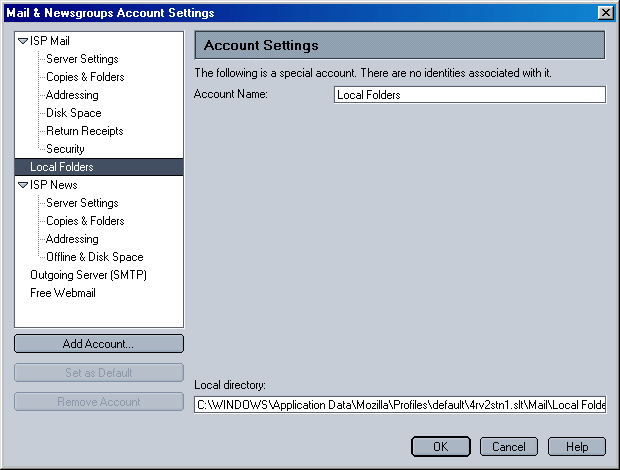 Mail & Newsgroups Account Settings
ISP Mail
Server Settings
Copies & Folders
Addressing
Disk Space
Return Receipts
Security
Local Folders
ISP News
Server Settings
Copies & Folders
Addressing
Offline & Disk Space
Outgoing Server (SMTP)
Free Webmail
Add Account...
Set as Default
Remove Account
Account Settings
The following is a special account. There are no identities associated with it.
Account Name: Local Folders
Local directory:
C:\WINDOWS\Application Data\Mozilla\Profiles\default\4rv2stn1.slt\Mail\Local Folde
OK Cancel Help